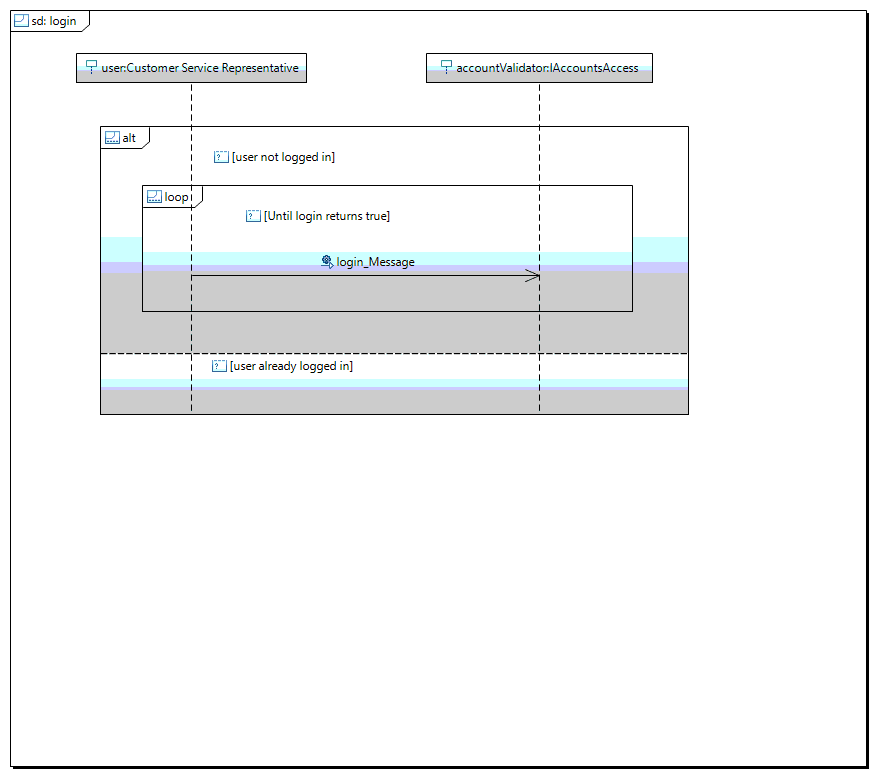 sd: login
user:Customer Service Representative
accountValidator:IAccountsAccess
alt
[user not logged in]
loop
[Until login returns true]
login_Message
[user already logged in]